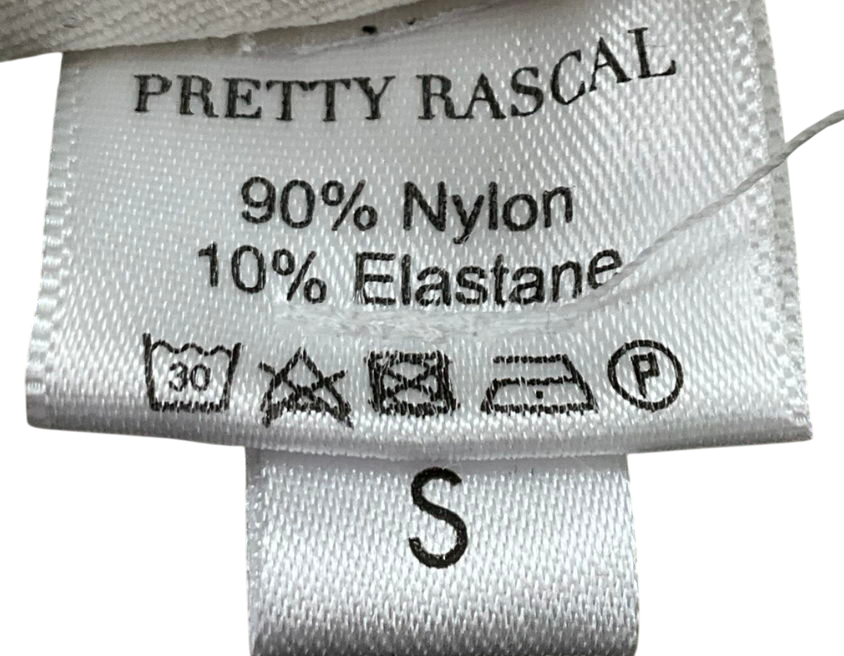 PRETTY RASCAL
90% Nylon
10% Elastane
30 P
S